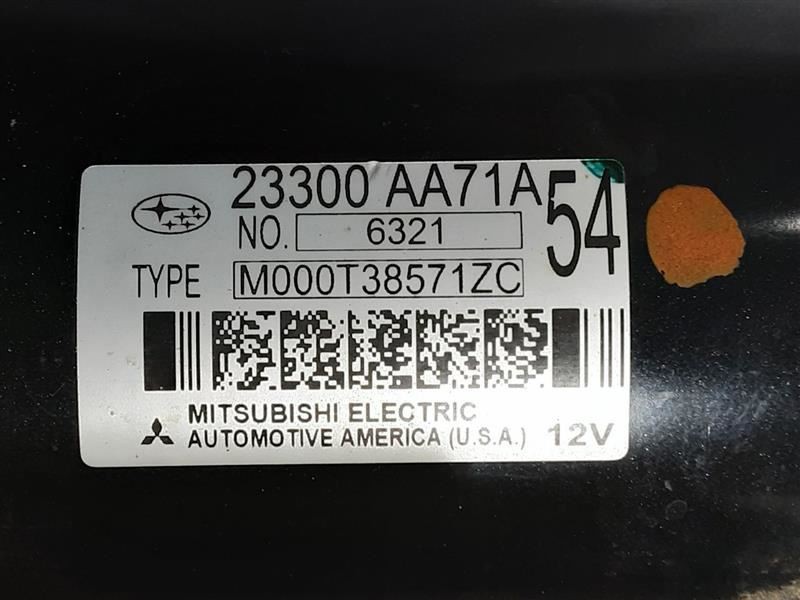 23300 AA71A 54
NO. 6321
TYPE M000T38571ZC
MITSUBISHI ELECTRIC
AUTOMOTIVE AMERICA (U.S.A.) 12V